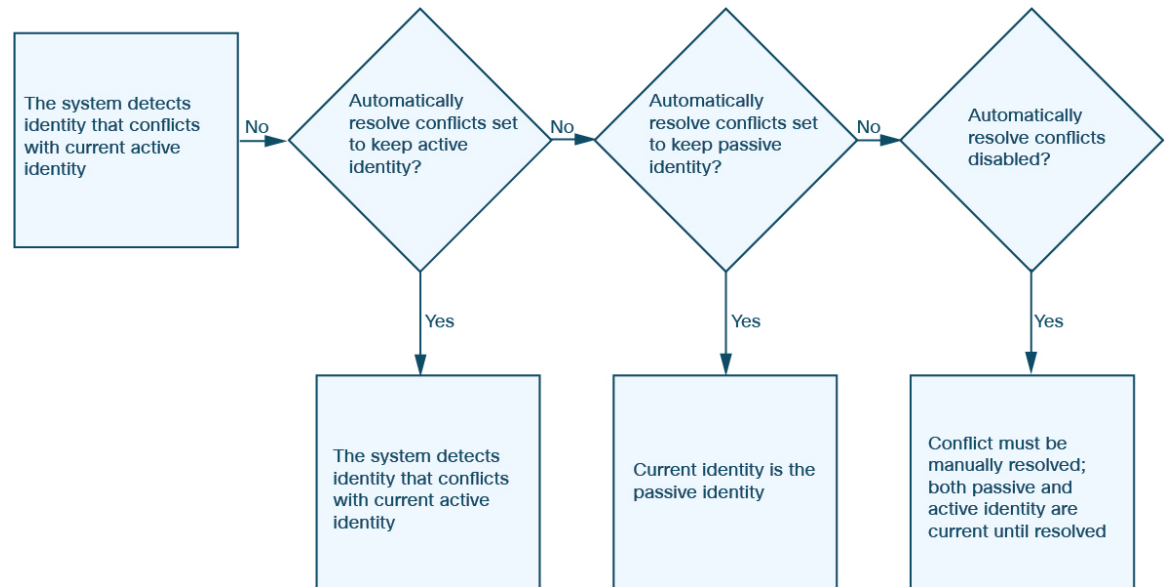 The system detects
identity that conflicts
with current active
identity
No
Automatically
resolve conflicts set
to keep active
identity?
No
Automatically
resolve conflicts set
to keep passive
identity?
No
Automatically
resolve conflicts
disabled?
Yes
Yes
Yes
The system detects
identity that conflicts
with current active
identity
Current identity is the
passive identity
Conflict must be
manually resolved;
both passive and
active identity are
current until resolved